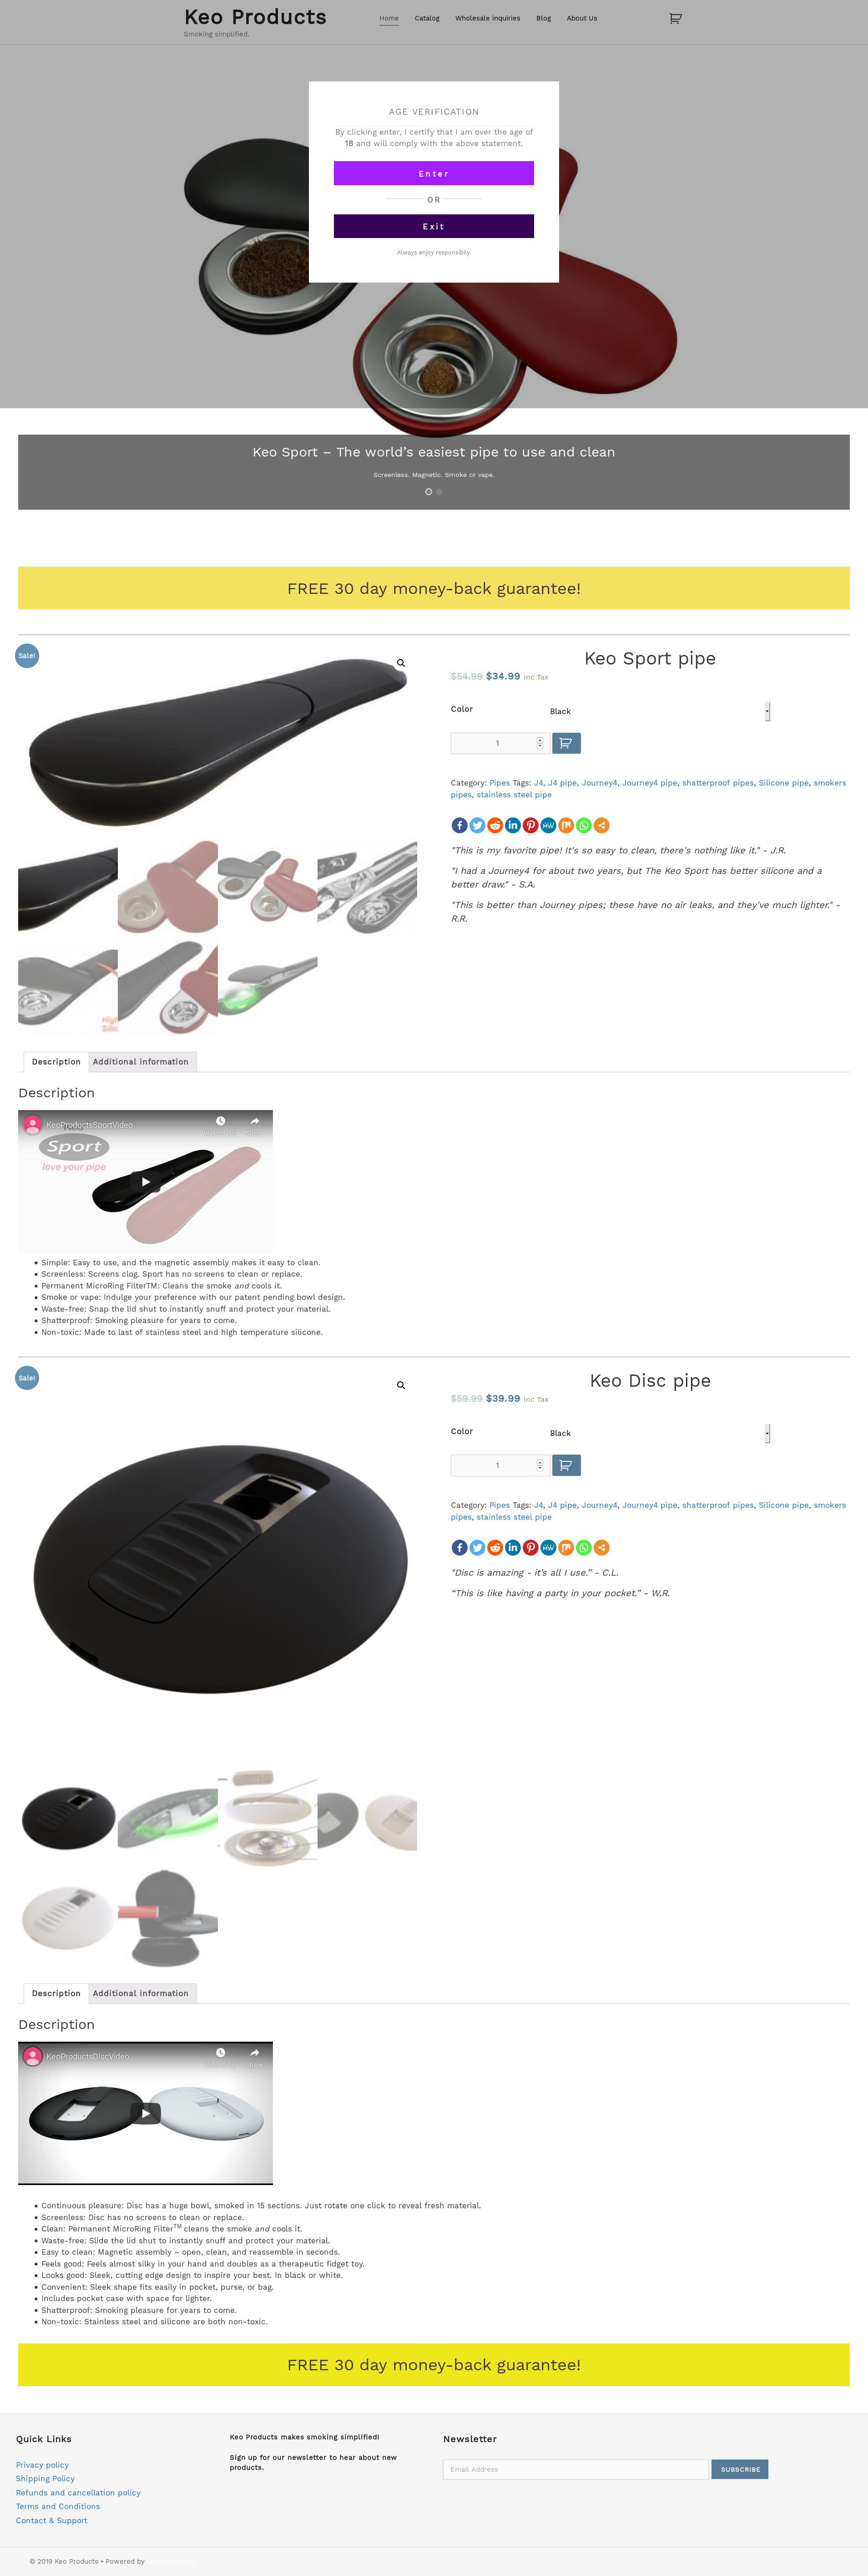 Keo Products
Smoking simplified.
Home
Catalog
Wholesale inquiries
Blog
About Us
AGE VERIFICATION
By clicking enter, I certify that I am over the age of
18 and will comply with the above statement.
Enter
OR
Exit
Always enjoy responsibily.
Keo Sport – The world’s easiest pipe to use and clean
Screenless. Magnetic. Smoke or vape.
FREE 30 day money-back guarantee!
Sale!
Keo Sport pipe
$54.99 $34.99 Inc Tax
Color
Black
1
Category: Pipes Tags: J4, J4 pipe, Journey4, Journey4 pipe, shatterproof pipes, Silicone pipe, smokers
pipes, stainless steel pipe
"This is my favorite pipe! It's so easy to clean, there's nothing like it." - J.R.
"I had a Journey4 for about two years, but The Keo Sport has better silicone and a
better draw." - S.A.
"This is better than Journey pipes; these have no air leaks, and they've much lighter." -
R.R.
Description
Additional information
Description
KeoProductsSportVideo
Sport
love your pipe
Simple: Easy to use, and the magnetic assembly makes it easy to clean.
Screenless: Screens clog. Sport has no screens to clean or replace.
Permanent MicroRing FilterTM: Cleans the smoke and cools it.
Smoke or vape: Indulge your preference with our patent pending bowl design.
Waste-free: Snap the lid shut to instantly snuff and protect your material.
Shatterproof: Smoking pleasure for years to come.
Non-toxic: Made to last of stainless steel and high temperature silicone.
Sale!
Keo Disc pipe
$59.99 $39.99 Inc Tax
Color
Black
1
Category: Pipes Tags: J4, J4 pipe, Journey4, Journey4 pipe, shatterproof pipes, Silicone pipe, smokers
pipes, stainless steel pipe
"Disc is amazing - it’s all I use.” - C.L.
“This is like having a party in your pocket.” - W.R.
Description
Additional information
Description
KeoProductsDiscVideo
Continuous pleasure: Disc has a huge bowl, smoked in 15 sections. Just rotate one click to reveal fresh material.
Screenless: Disc has no screens to clean or replace.
Clean: Permanent MicroRing FilterTM cleans the smoke and cools it.
Waste-free: Slide the lid shut to instantly snuff and protect your material.
Easy to clean: Magnetic assembly – open, clean, and reassemble in seconds.
Feels good: Feels almost silky in your hand and doubles as a therapeutic fidget toy.
Looks good: Sleek, cutting edge design to inspire your best. In black or white.
Convenient: Sleek shape fits easily in pocket, purse, or bag.
Includes pocket case with space for lighter.
Shatterproof: Smoking pleasure for years to come.
Non-toxic: Stainless steel and silicone are both non-toxic.
FREE 30 day money-back guarantee!
Quick Links
Privacy policy
Shipping Policy
Refunds and cancellation policy
Terms and Conditions
Contact & Support
Keo Products makes smoking simplified!
Sign up for our newsletter to hear about new
products.
Newsletter
Email Address
SUBSCRIBE
© 2019 Keo Products • Powered by